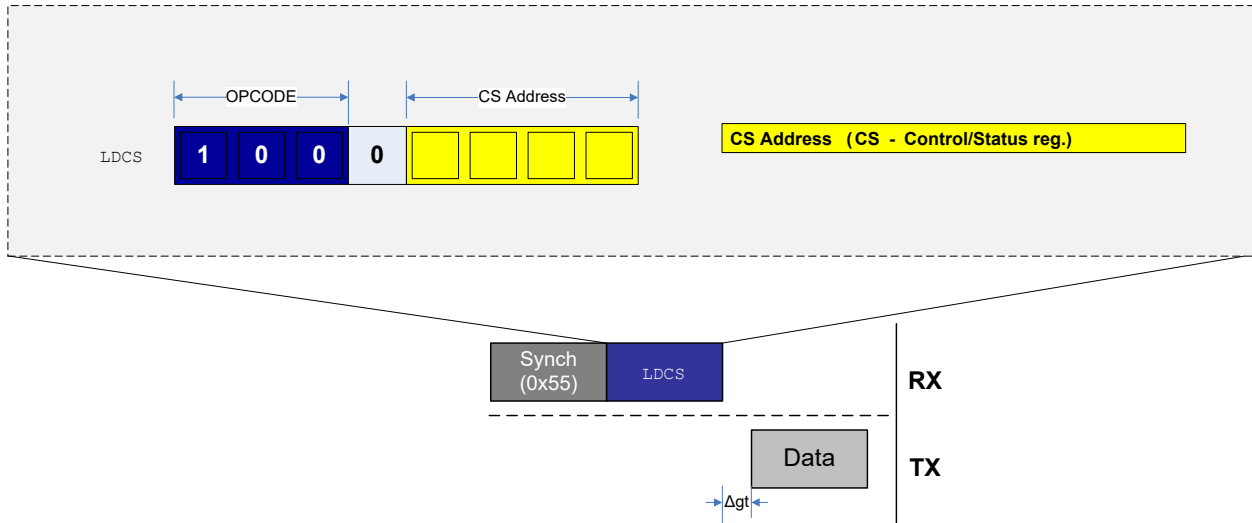 OPCODE
CS Address
LDCS
1 0 0 0
CS Address (CS - Control/Status reg.)
Synch
(0x55)
LDCS
RX
Data
TX
Δgt